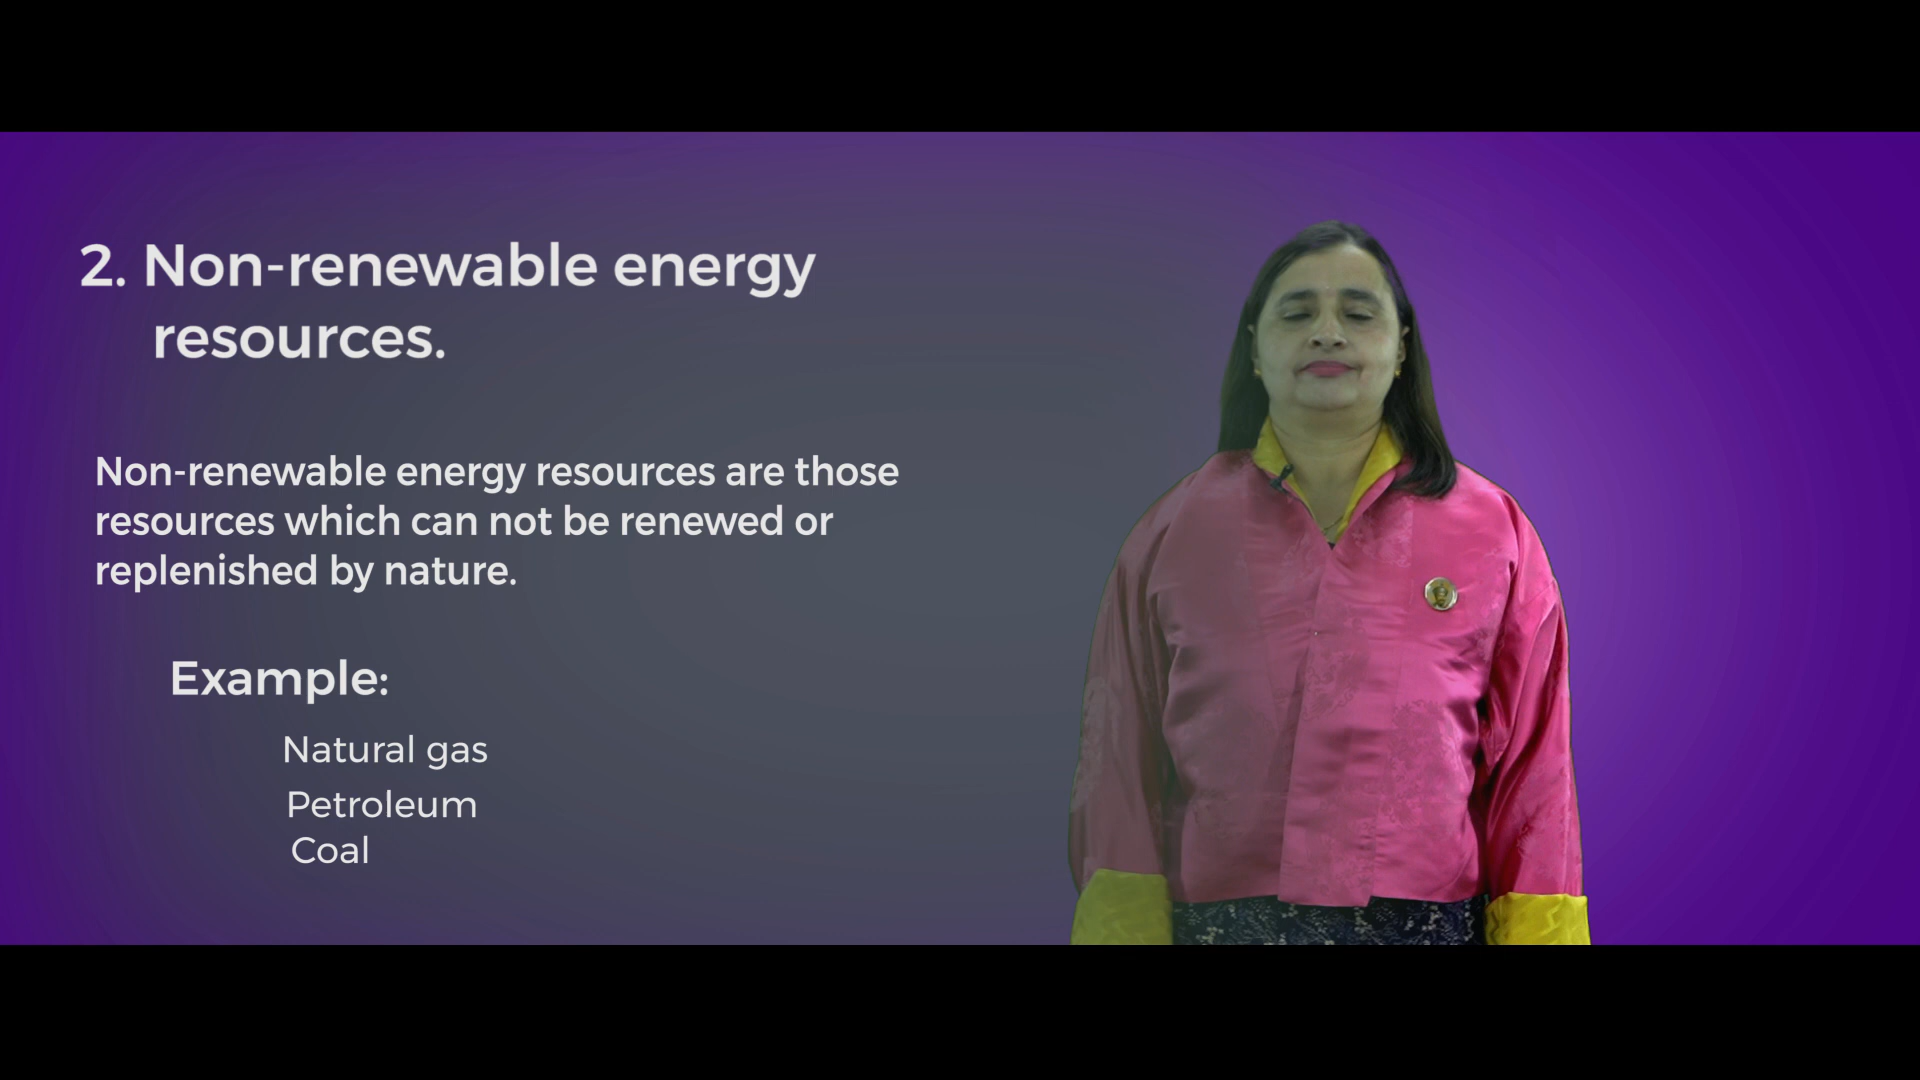 2. Non-renewable energy
resources.
Non-renewable energy resources are those
resources which can not be renewed or
replenished by nature.
Example:
Natural gas
Petroleum
Coal